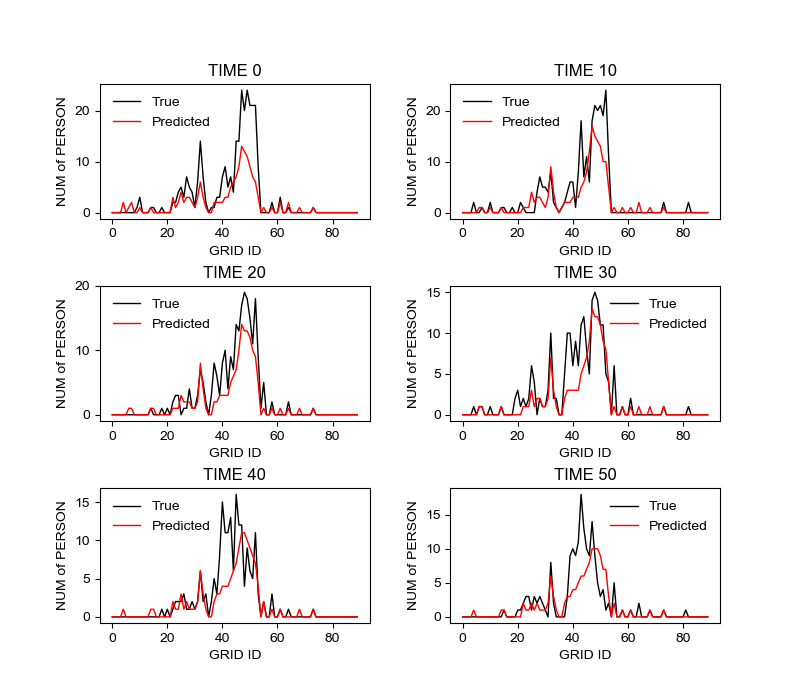 TIME 0
TIME 10
20
10
0
NUM of PERSON
True
Predicted
0 20 40 60 80
GRID ID
20
10
0
NUM of PERSON
True
Predicted
0 20 40 60 80
GRID ID
TIME 20
TIME 30
20
10
0
NUM of PERSON
True
Predicted
0 20 40 60 80
GRID ID
15
10
5
0
NUM of PERSON
True
Predicted
0 20 40 60 80
GRID ID
TIME 40
TIME 50
15
10
5
0
NUM of PERSON
True
Predicted
0 20 40 60 80
GRID ID
15
10
5
0
NUM of PERSON
True
Predicted
0 20 40 60 80
GRID ID